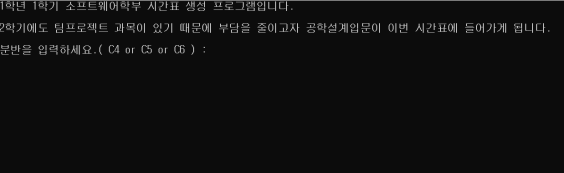 1학년 1학기 소프트웨어학부 시간표 생성 프로그램입니다.
2학기에도 팀프로젝트 과목이 있기 때문에 부담을 줄이고자 공학설계입문이 이번 시간표에 들어가게 됩니다.
분반을 입력하세요.( C4 or C5 or C6 ) :